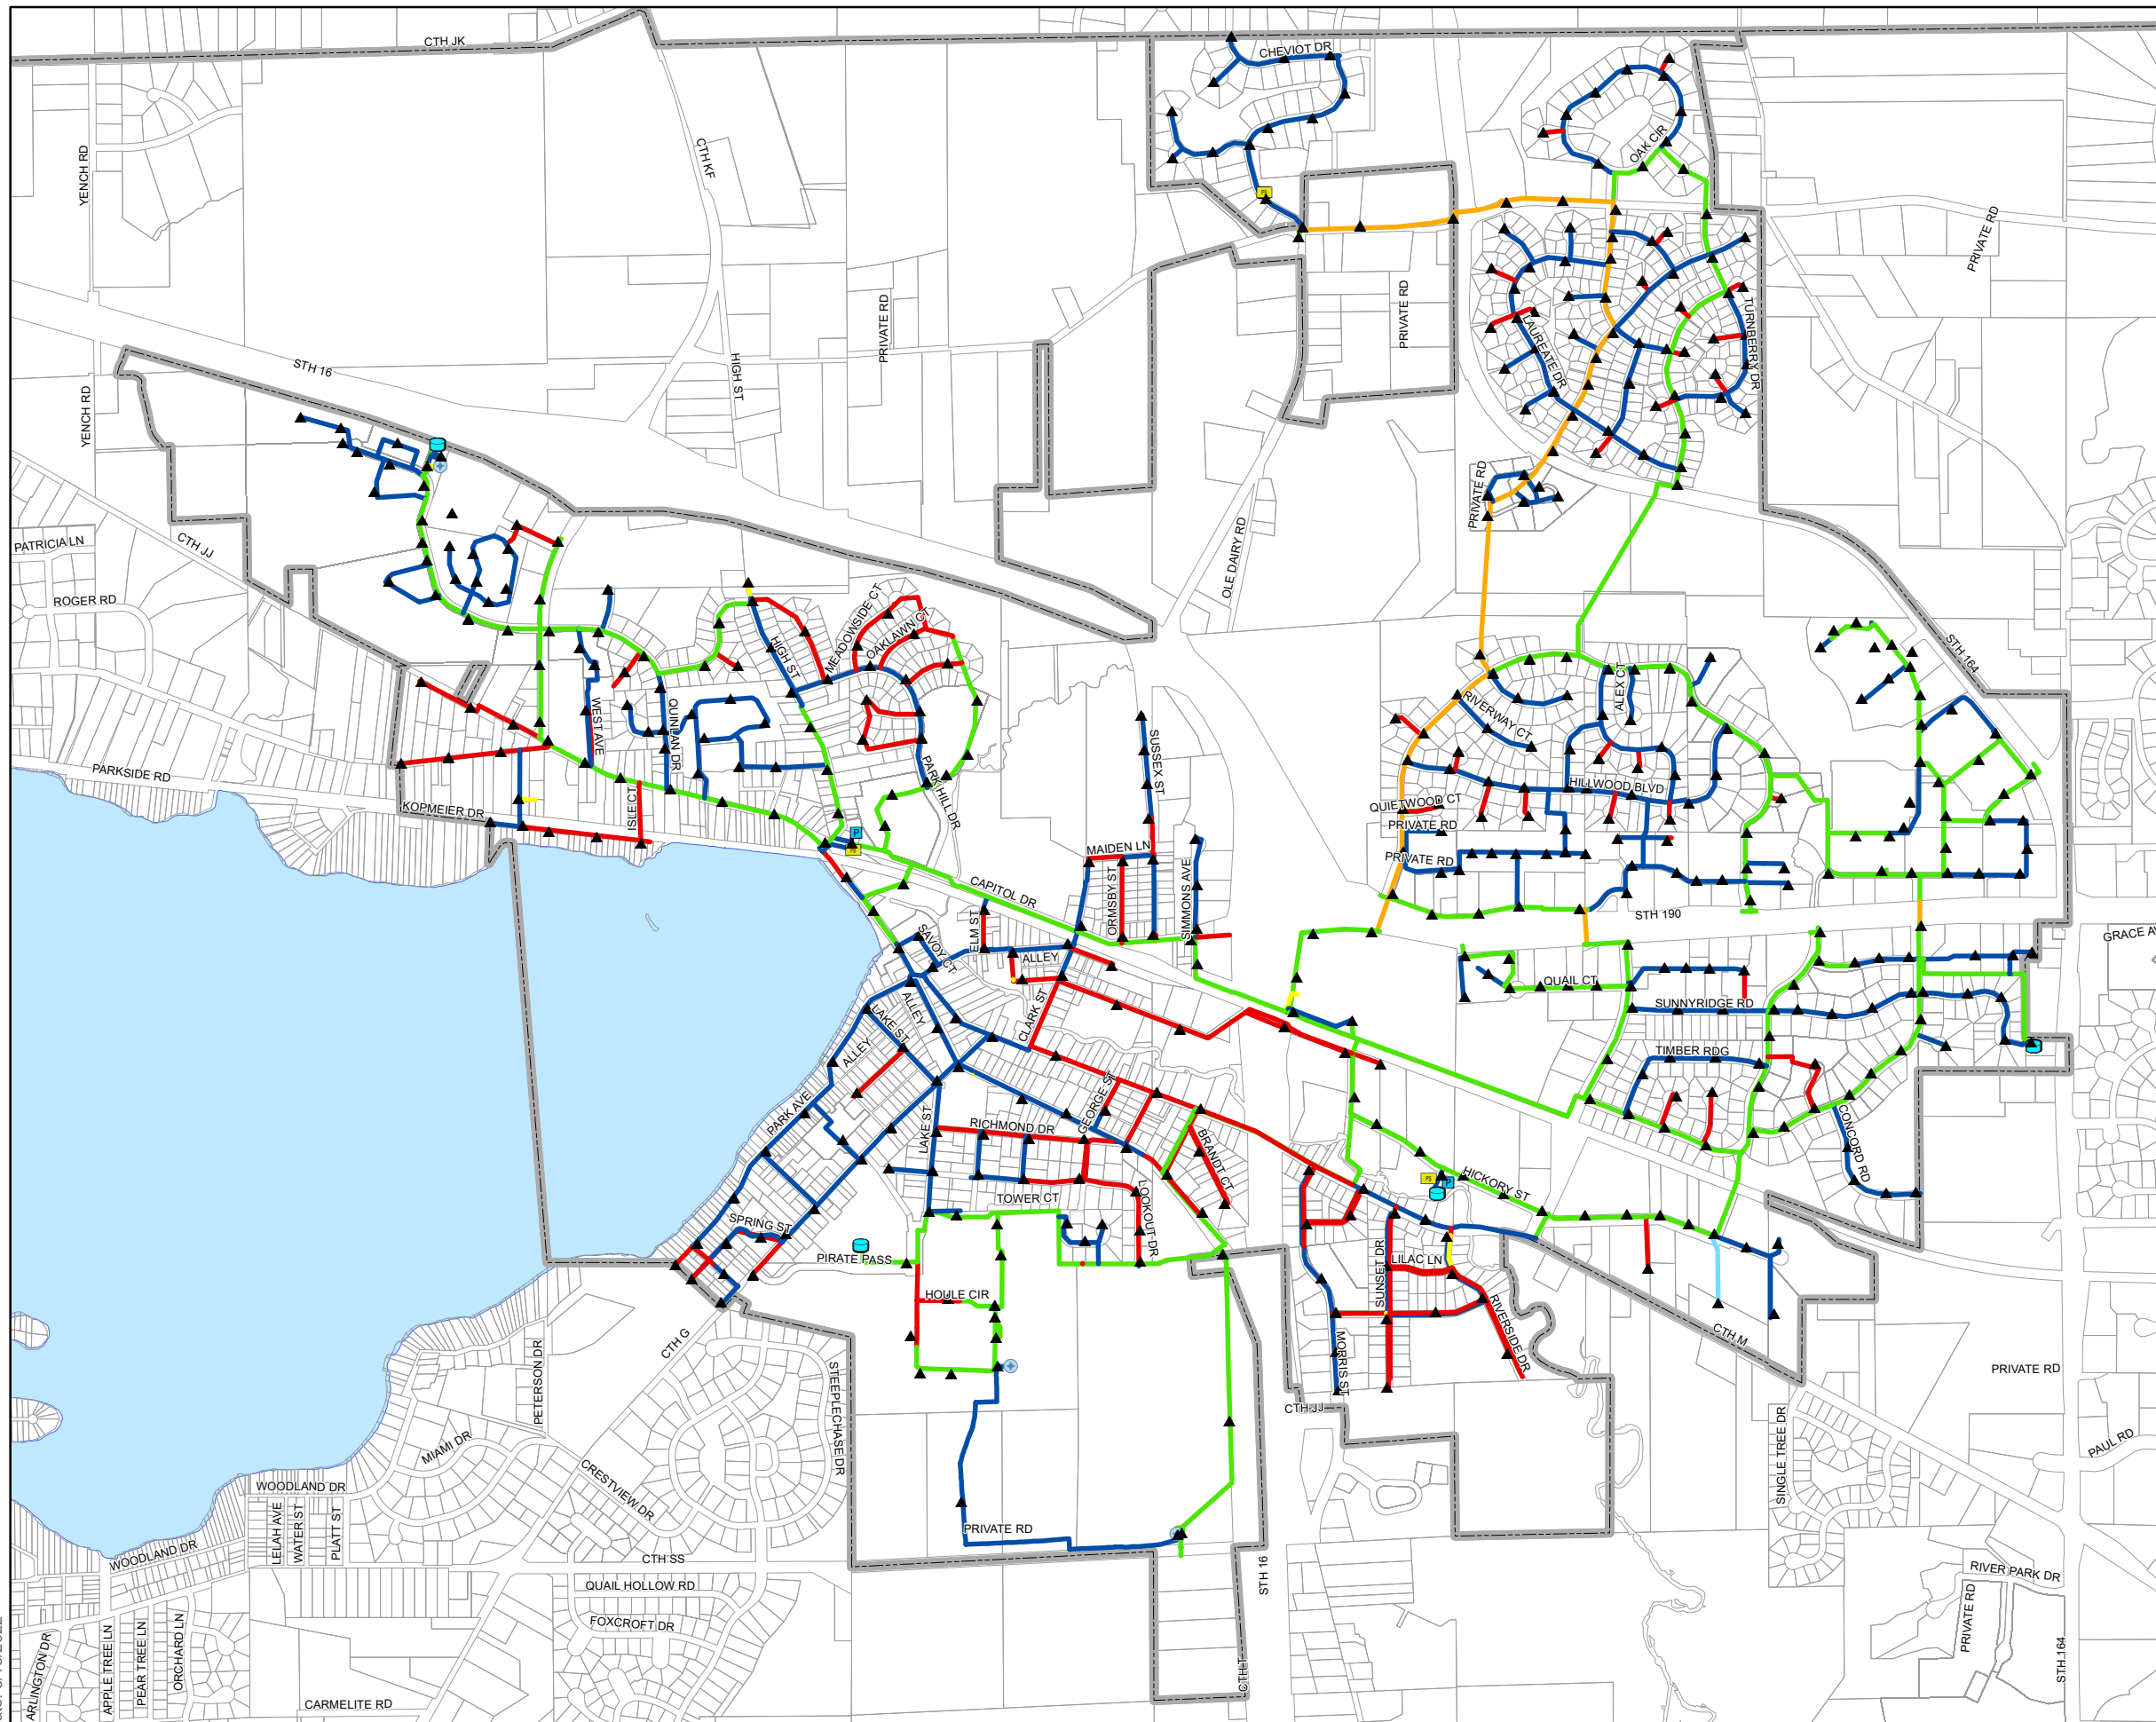 CTH JK
CHEVIOT DR
CTH KF
YENCH RD
OAK CIR
PRIVATE RD
PRIVATE RD
PRIVATE RD
HIGH ST
STH 16
LAUREATE DR
TURNBERRY DR
YENCH RD
PRIVATE RD
OLE DAIRY RD
CTH JJ
PATRICIA LN
ROGER RD
MEADOWSIDE CT
OAKLAWN CT
HIGH ST
STH 164
ALEX CT
RIVERWAY CT
WEST AVE
QUINLAN DR
SUSSEX ST
PARKSIDE RD
PARK HILL DR
HILLWOOD BLVD
KOPMEIER DR
ISLE CT
QUIETWOOD CT
PRIVATE RD
MAIDEN LN
PRIVATE RD
CAPITOL DR
ORMSBY ST
SIMMONS AVE
STH 190
ELM ST
SAVOY CT
GRACE AV
ALLEY
QUAIL CT
ALLEY
LAKE ST
CLARK ST
SUNNYRIDGE RD
ALLEY
TIMBER RDG
PARK AVE
GEORGE ST
LAKE ST
RICHMOND DR
BRANDT CT
CONCORD RD
HICKORY ST
TOWER CT
LOOKOUT DR
SPRING ST
PIRATE PASS
SUNSET DR
LILAC LN
HOULE CIR
RIVERSIDE DR
CTH G
MORRIS ST
CTH M
PETERSON DR
STEEPLECHASE DR
PRIVATE RD
CTH JJ
SINGLE TREE DR
MIAMI DR
PAUL RD
CRESTVIEW DR
WOODLAND DR
LELAH AVE
WATER ST
PLATT ST
PRIVATE RD
WOODLAND DR
CTH SS
STH 16
RIVER PARK DR
QUAIL HOLLOW RD
PRIVATE RD
FOXCROFT DR
APPLE TREE LN
PEAR TREE LN
ORCHARD LN
ARLINGTON DR
CTH T
STH 164
CARMELITE RD
P
PS